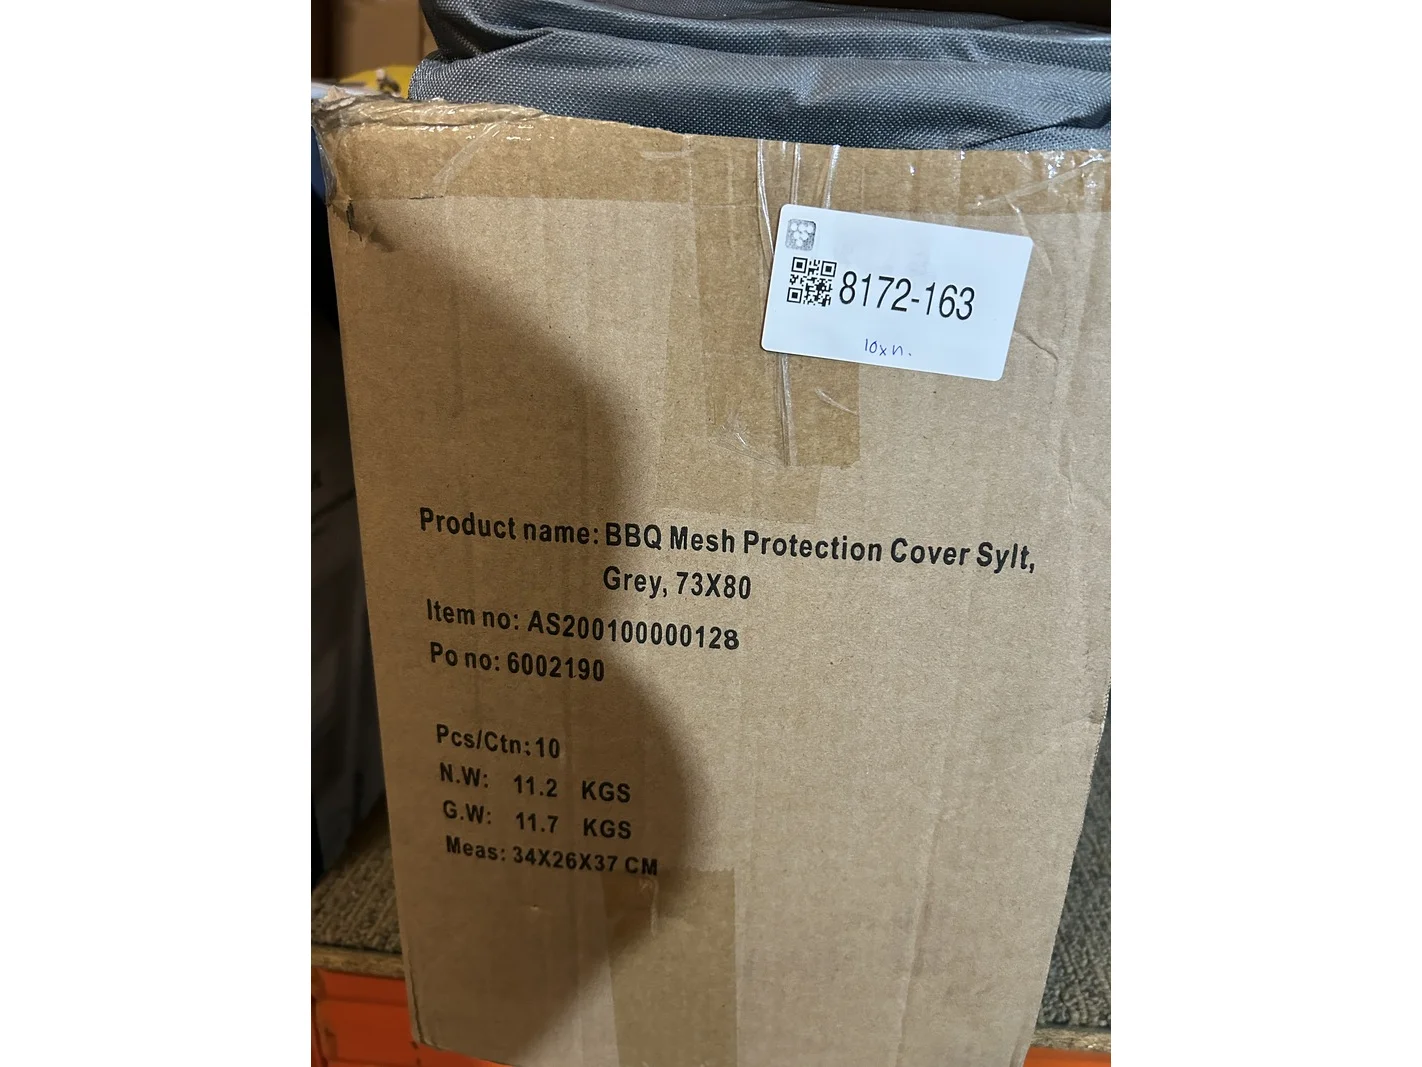 8172-163
10xn.
Product name: BBQ Mesh Protection Cover Sylt,
Grey, 73X80
Item no: AS200100000128
Po no: 6002190
Pcs/Ctn: 10
N.W: 11.2 KGS
G.W: 11.7 KGS
Meas: 34X26X37 CM